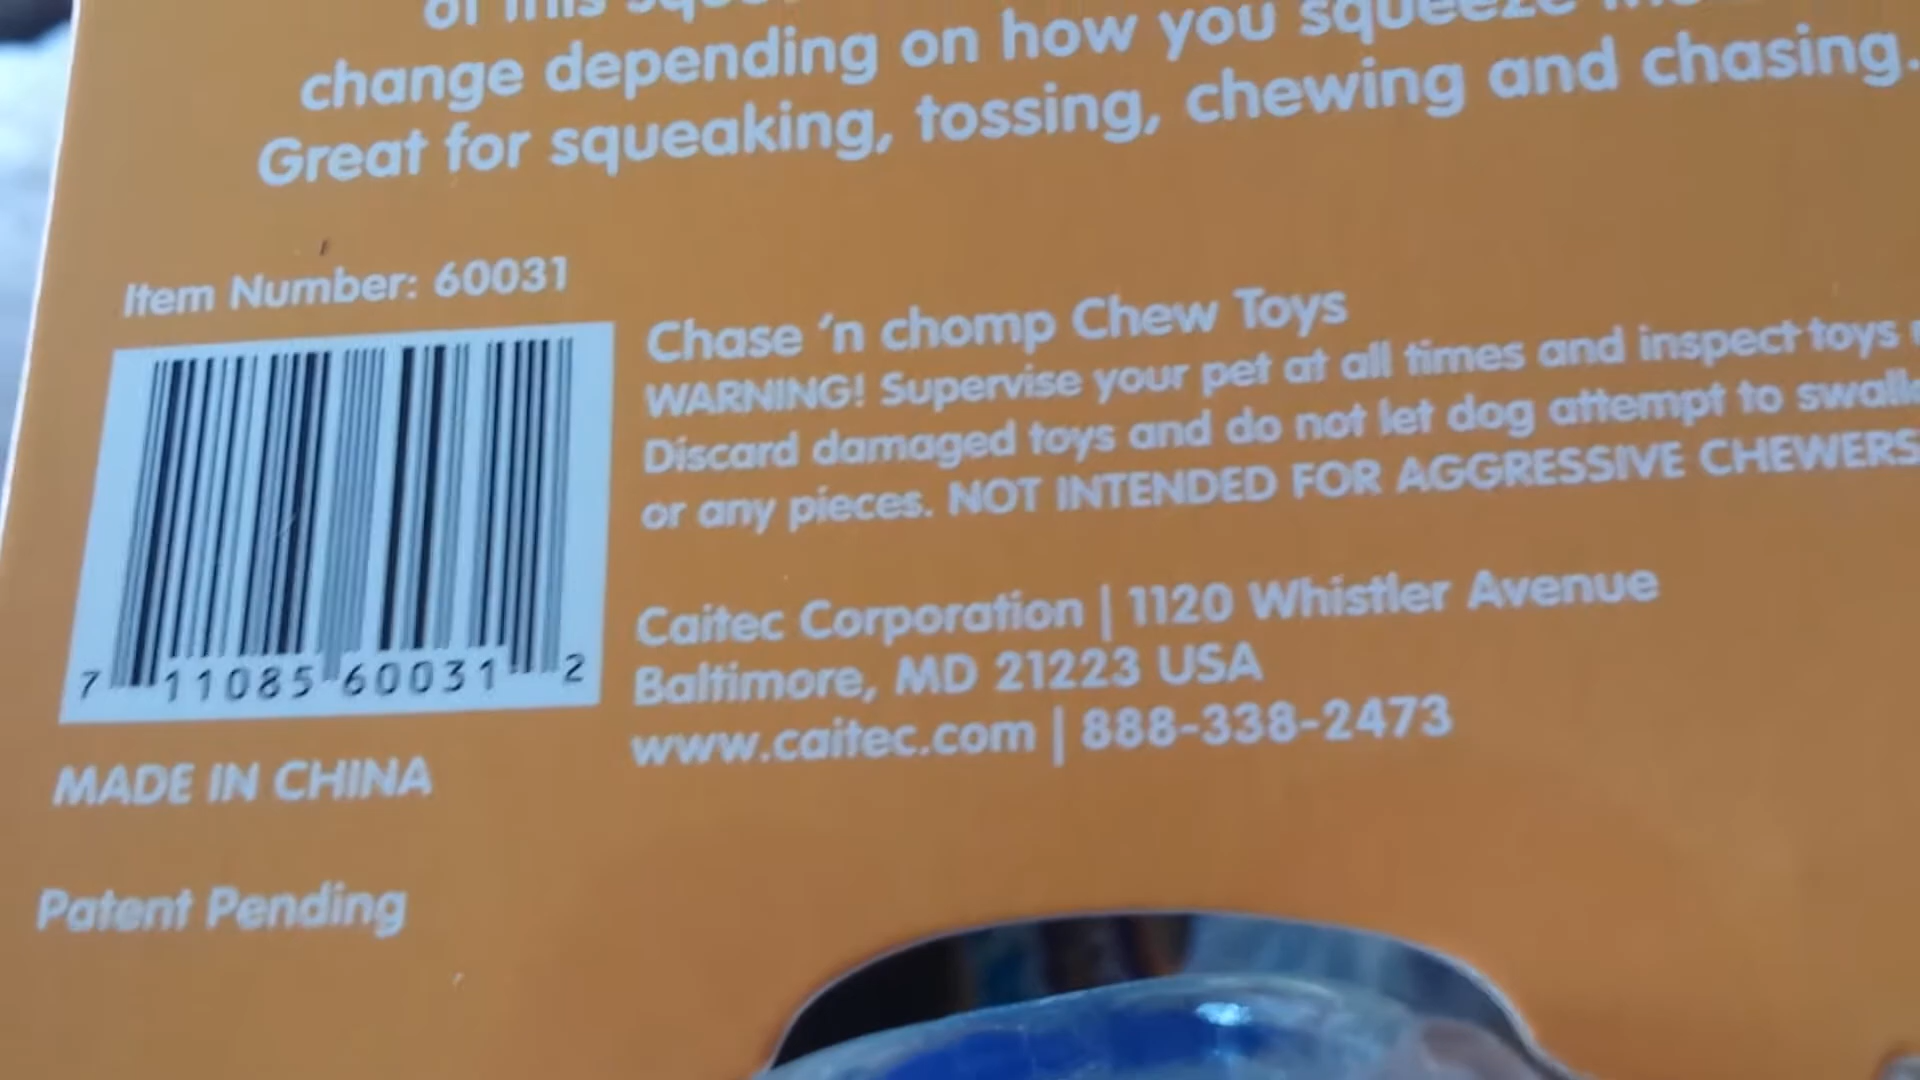 of this
change depending on how you squeeze
Great for squeaking, tossing, chewing and chasing.
Item Number: 60031
7 11085 60031 2
MADE IN CHINA
Patent Pending
Chase 'n chomp Chew Toys
WARNING! Supervise your pet at all times and inspect toys
Discard damaged toys and do not let dog attempt to
or any pieces. NOT INTENDED FOR AGGRESSIVE CHEWERS
Caitec Corporation | 1120 Whistler Avenue
Baltimore, MD 21223 USA
www.caitec.com | 888-338-2473